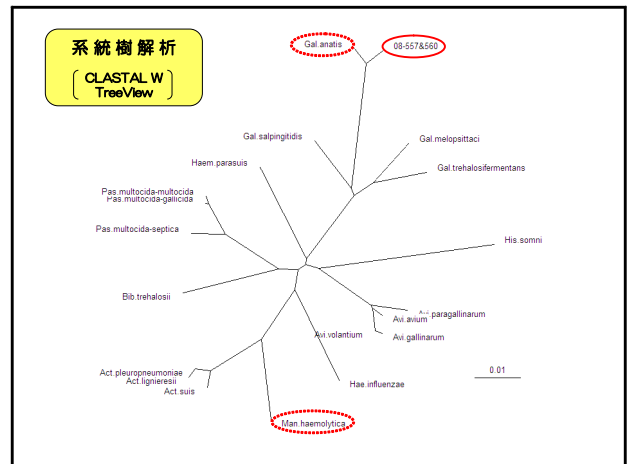 系統樹解析
CLASTAL W
TreeView
Gal.anatis
08-557&560
Gal.salpingitidis
Gal.melopsittaci
Haem.parasuis
Gal.trehalosifermentans
Pas.multocida-multocida
Pas.multocida-gallicida
Pas.multocida-septica
His.somni
Bib.trehalosii
Avi.paragallinarum
Avi.avium
Avi.volantium
Avi.gallinarum
Act.pleuropneumoniae
Act.lignieresii
Act.suis
Hae.influenzae
0.01
Man.haemolytica